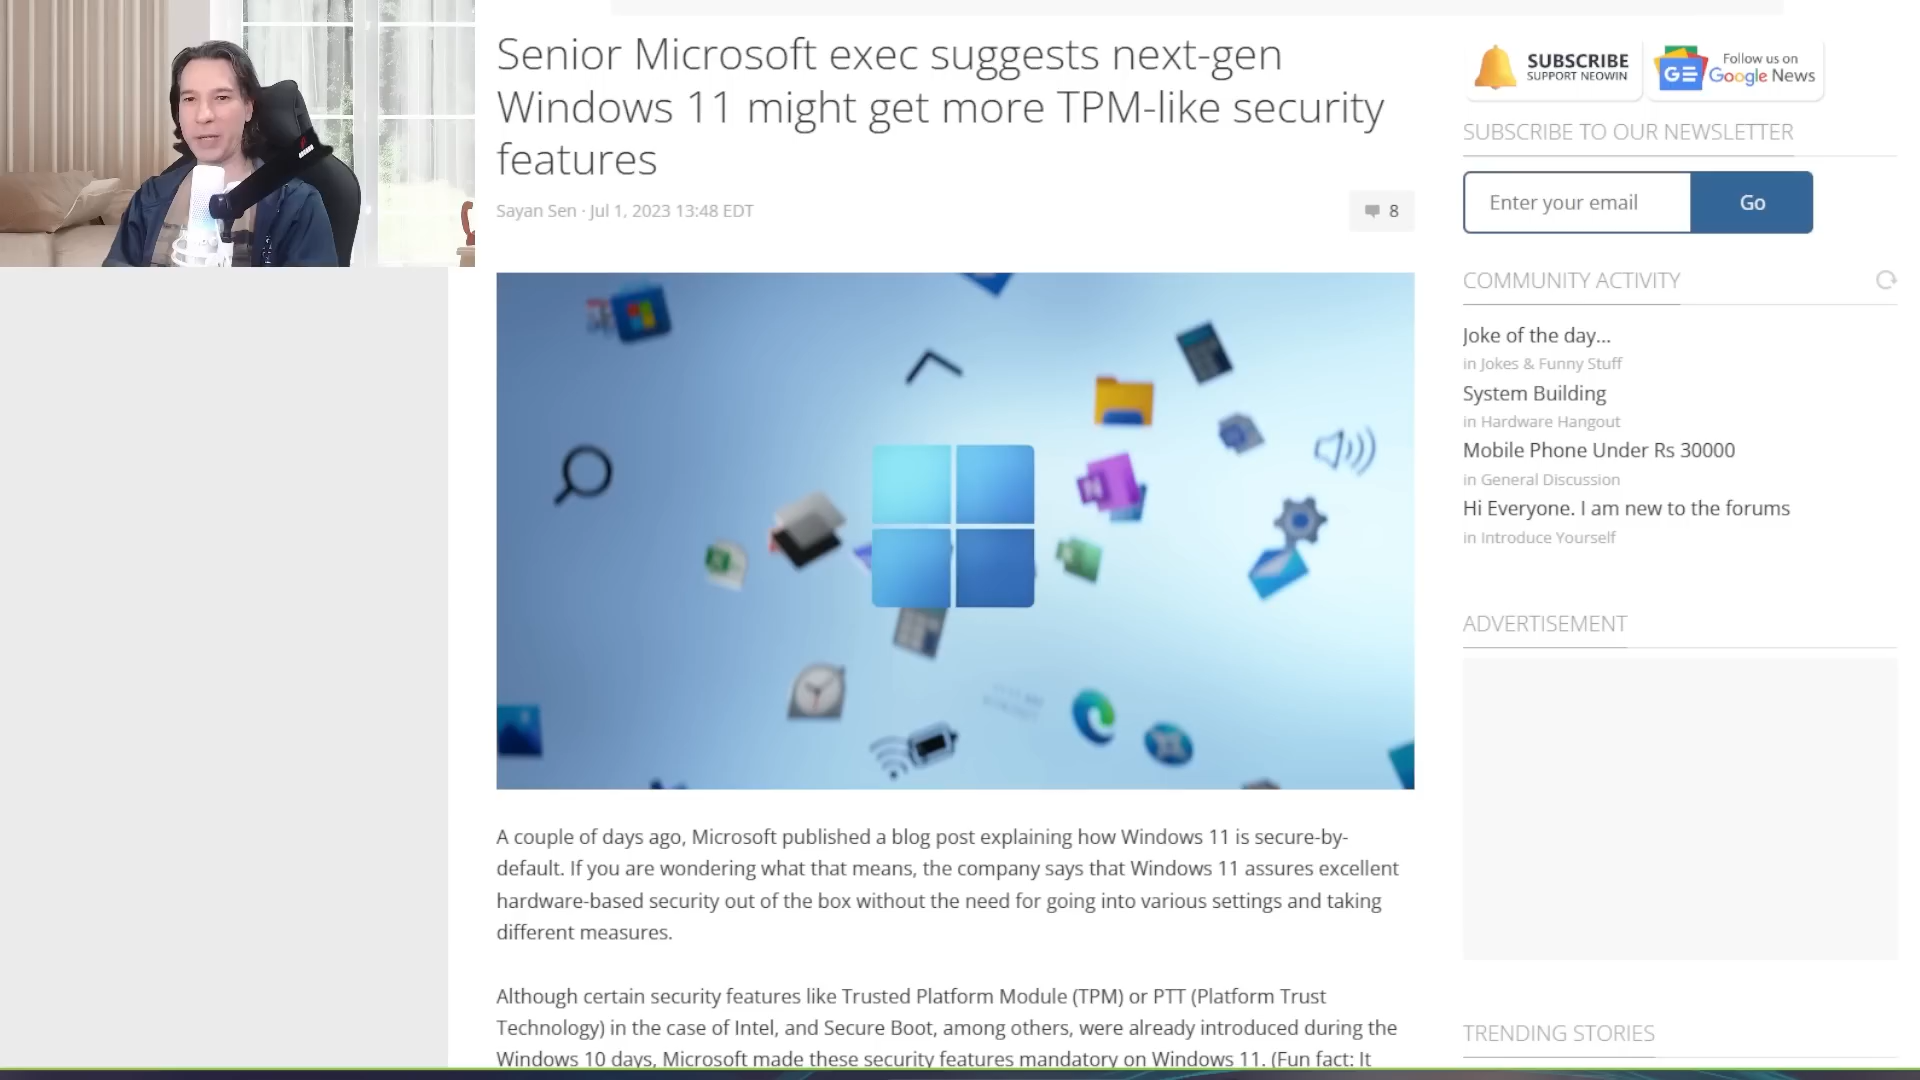 Senior Microsoft exec suggests next-gen
Windows 11 might get more TPM-like security
features
Sayan Sen · Jul 1, 2023 13:48 EDT
8
A couple of days ago, Microsoft published a blog post explaining how Windows 11 is secure-by-
default. If you are wondering what that means, the company says that Windows 11 assures excellent
hardware-based security out of the box without the need for going into various settings and taking
different measures.
Although certain security features like Trusted Platform Module (TPM) or PTT (Platform Trust
Technology) in the case of Intel, and Secure Boot, among others, were already introduced during the
Windows 10 days, Microsoft made these security features mandatory on Windows 11. (Fun fact: It
SUBSCRIBE
SUPPORT NEOWIN
GE
Follow us on
Google News
SUBSCRIBE TO OUR NEWSLETTER
Enter your email
Go
COMMUNITY ACTIVITY
Joke of the day...
in Jokes & Funny Stuff
System Building
in Hardware Hangout
Mobile Phone Under Rs 30000
in General Discussion
Hi Everyone. I am new to the forums
in Introduce Yourself
ADVERTISEMENT
TRENDING STORIES